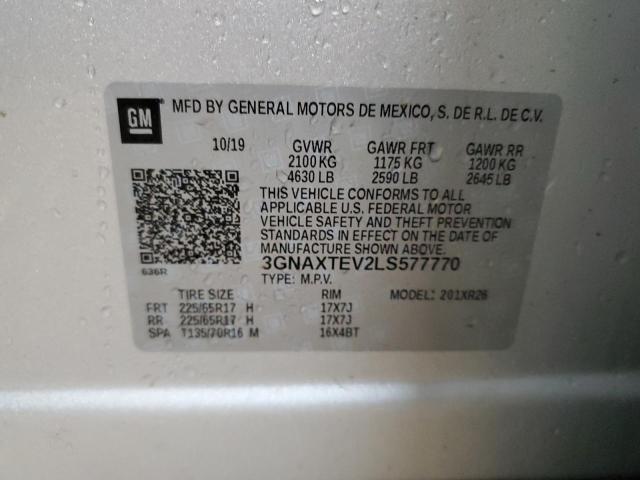 GM
MFD BY GENERAL MOTORS DE MEXICO, S. DE R.L. DE C.V.
10/19 GVWR GAWR FRT GAWR RR
2100 KG 1175 KG 1200 KG
4630 LB 2590 LB 2645 LB
THIS VEHICLE CONFORMS TO ALL
APPLICABLE U.S. FEDERAL MOTOR
VEHICLE SAFETY AND THEFT PREVENTION
STANDARDS IN EFFECT ON THE DATE
OF MANUFACTURE SHOWN ABOVE.
3GNAXTEV2LS577770
636R
TYPE: M.P.V.
TIRE SIZE RIM MODEL: 201XR26
FRT 225/65R17 H 17X7J
RR 225/65R17 H 17X7J
SPA T135/70R16 M 16X4BT